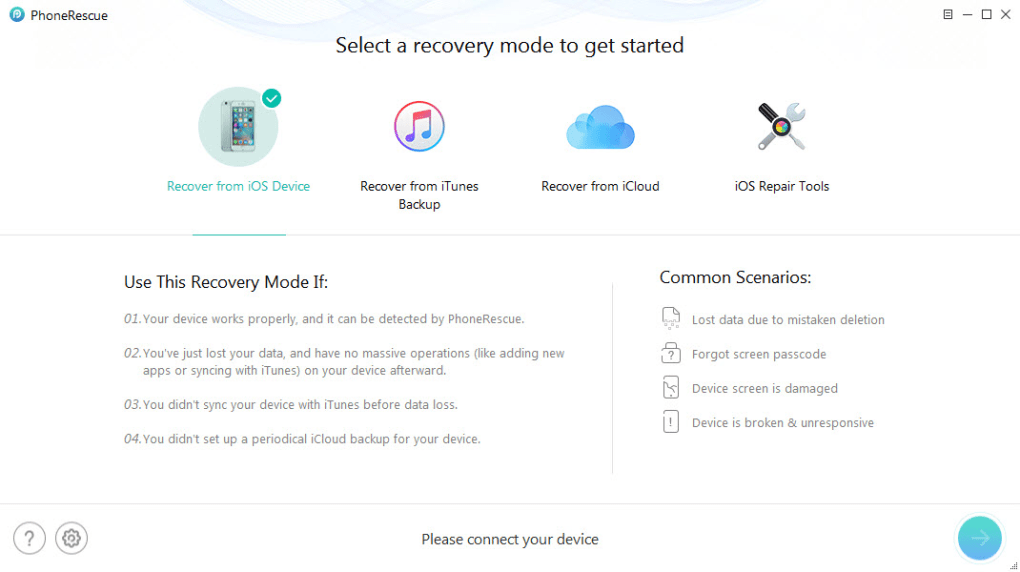 PhoneRescue
Select a recovery mode to get started
Recover from iOS Device
Recover from iTunes
Backup
Recover from iCloud
iOS Repair Tools
Use This Recovery Mode If:
01.Your device works properly, and it can be detected by PhoneRescue.
02.You've just lost your data, and have no massive operations (like adding new
apps or syncing with iTunes) on your device afterward.
03.You didn't sync your device with iTunes before data loss.
04.You didn't set up a periodical iCloud backup for your device.
Common Scenarios:
Lost data due to mistaken deletion
Forgot screen passcode
Device screen is damaged
Device is broken & unresponsive
Please connect your device